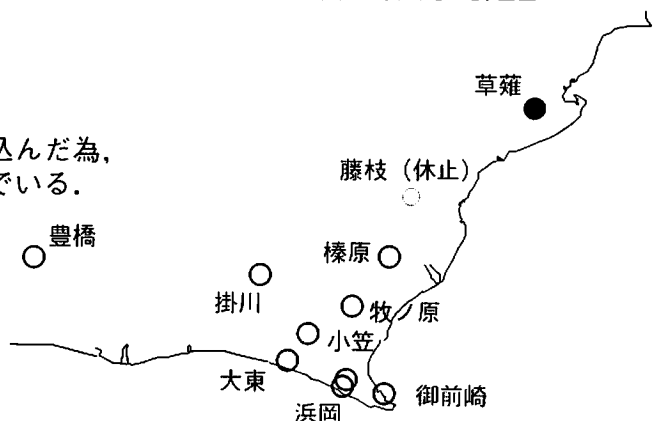 草薙
込んだ為，
でいる．
藤枝（休止）
豊橋
榛原
掛川
牧ノ原
小笠
大東
御前崎
浜岡